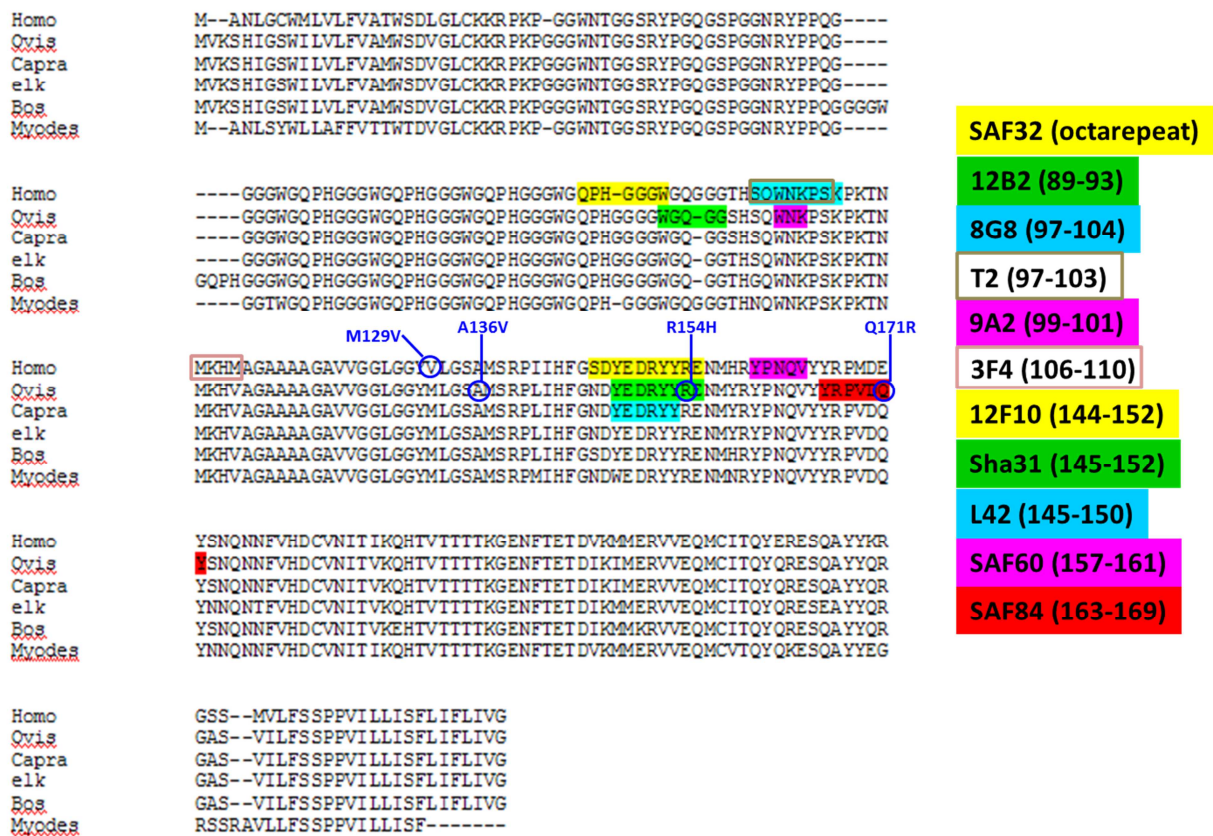 Homo M--ANLGCWMLVLFVATWSDLGLCKKRPKP-GGWNTGGSRYPGQGSPGGNRYPPQG----
Ovis MVKSHIGSWILVLFVAMWSDVGLCKKRPKPGGGWNTGGSRYPGQGSPGGNRYPPQG----
Capra MVKSHIGSWILVLFVAMWSDVGLCKKRPKPGGGWNTGGSRYPGQGSPGGNRYPPQG----
elk MVKSHIGSWILVLFVAMWSDVGLCKKRPKPGGGWNTGGSRYPGQGSPGGNRYPPQG----
Bos MVKSHIGSWILVLFVAMWSDVGLCKKRPKPGGGWNTGGSRYPGQGSPGGNRYPPQGGGGW
Myodes M--ANLSYWLLAFFVTTWTDVGLCKKRPKP-GGWNTGGSRYPGQGSPGGNRYPPQG----
Homo ----GGGWGQPHGGGWGQPHGGGWGQPHGGGWGQPH-GGGWGQGGGTHSQWNKPSKPKTN
Ovis ----GGGWGQPHGGGWGQPHGGGWGQPHGGGWGQPHGGGGWGQ-GGSHSQWNKPSKPKTN
Capra ----GGGWGQPHGGGWGQPHGGGWGQPHGGGWGQPHGGGGWGQ-GGSHSQWNKPSKPKTN
elk ----GGGWGQPHGGGWGQPHGGGWGQPHGGGWGQPHGGGGWGQ-GGTHSQWNKPSKPKTN
Bos GQPHGGGWGQPHGGGWGQPHGGGWGQPHGGGWGQPHGGGGWGQ-GGTHGQWNKPSKPKTN
Myodes ----GGTWGQPHGGGWGQPHGGGWGQPHGGGWGQPH-GGGWGQGGGTHNQWNKPSKPKTN
M129V A136V R154H Q171R
Homo MKHMAGAAAAGAVVGGLGGYVLGSAMSRPIIHFGSDYEDRYYRENMHRYPNQVYYRPMDE
Ovis MKHVAGAAAAGAVVGGLGGYMLGSAMSRPLIHFGNDYEDRYYRENMYRYPNQVYYRPVDQ
Capra MKHVAGAAAAGAVVGGLGGYMLGSAMSRPLIHFGNDYEDRYYRENMYRYPNQVYYRPVDQ
elk MKHVAGAAAAGAVVGGLGGYMLGSAMSRPLIHFGNDYEDRYYRENMYRYPNQVYYRPVDQ
Bos MKHVAGAAAAGAVVGGLGGYMLGSAMSRPLIHFGSDYEDRYYRENMHRYPNQVYYRPVDQ
Myodes MKHVAGAAAAGAVVGGLGGYMLGSAMSRPMIHFGNDWEDRYYRENMNRYPNQVYYRPVDQ
Homo YSNQNNFVHDCVNITIKQHTVTTTTKGENFTETDVKMMERVVEQMCITQYERESQAYYKR
Ovis YSNQNNFVHDCVNITVKQHTVTTTTKGENFTETDIKIMERVVEQMCITQYQRESQAYYQR
Capra YSNQNNFVHDCVNITVKQHTVTTTTKGENFTETDIKIMERVVEQMCITQYQRESQAYYQR
elk YNNQNTFVHDCVNITVKQHTVTTTTKGENFTETDIKMMERVVEQMCITQYQRESEAYYQR
Bos YSNQNNFVHDCVNITVKEHTVTTTTKGENFTETDIKMMKRVVEQMCITQYQRESQAYYQR
Myodes YNNQNNFVHDCVNITIKQHTVTTTTKGENFTETDVKMMERVVEQMCVTQYQKESQAYYEG
Homo GSS--MVLFSSPPVILLISFLIFLIVG
Ovis GAS--VILFSSPPVILLISFLIFLIVG
Capra GAS--VILFSSPPVILLISFLIFLIVG
elk GAS--VILFSSPPVILLISFLIFLIVG
Bos GAS--VILFSSPPVILLISFLIFLIVG
Myodes RSSRAVLLFSSPPVILLISF-------
SAF32 (octarepeat)
12B2 (89-93)
8G8 (97-104)
T2 (97-103)
9A2 (99-101)
3F4 (106-110)
12F10 (144-152)
Sha31 (145-152)
L42 (145-150)
SAF60 (157-161)
SAF84 (163-169)